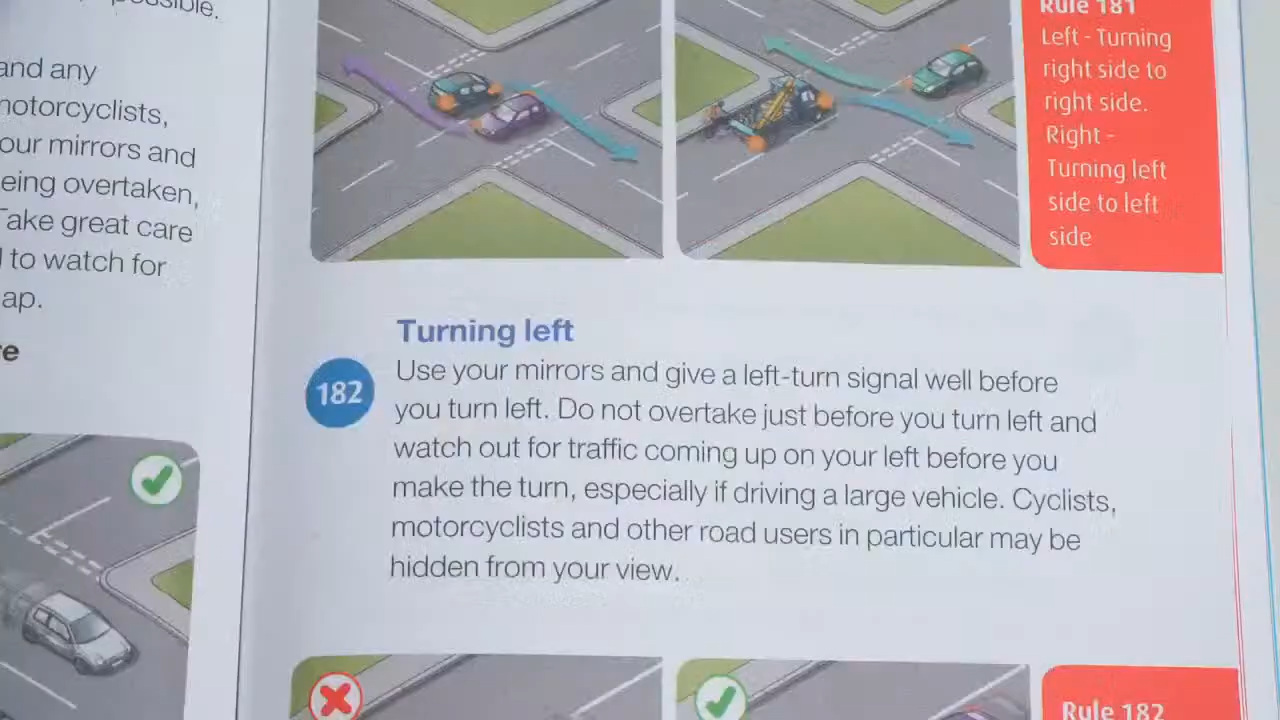 possible.
and any
motorcyclists,
our mirrors and
eing overtaken,
Take great care
to watch for
ap.
re
Rule 181
Left - Turning
right side to
right side.
Right -
Turning left
side to left
side
Turning left
182
Use your mirrors and give a left-turn signal well before
you turn left. Do not overtake just before you turn left and
watch out for traffic coming up on your left before you
make the turn, especially if driving a large vehicle. Cyclists,
motorcyclists and other road users in particular may be
hidden from your view.
Rule 182